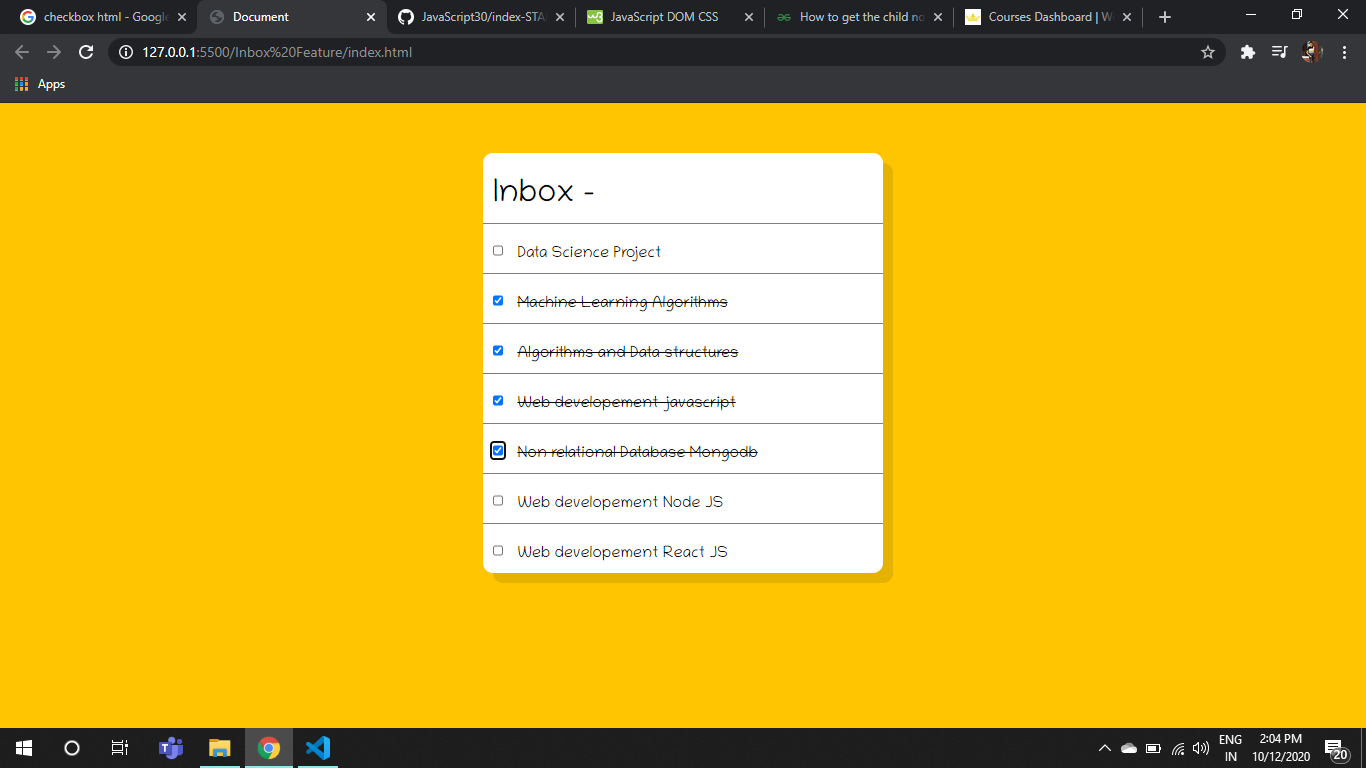 checkbox html - Google
Document
JavaScript30/index-STA
JavaScript DOM CSS
How to get the child no
Courses Dashboard | W
127.0.0.1:5500/Inbox%20Feature/index.html
Apps
Inbox -
Data Science Project
Machine Learning Algorithms
Algorithms and Data structures
Web developement javascript
Non relational Database Mongodb
Web developement Node JS
Web developement React JS
ENG
IN
2:04 PM
10/12/2020
20